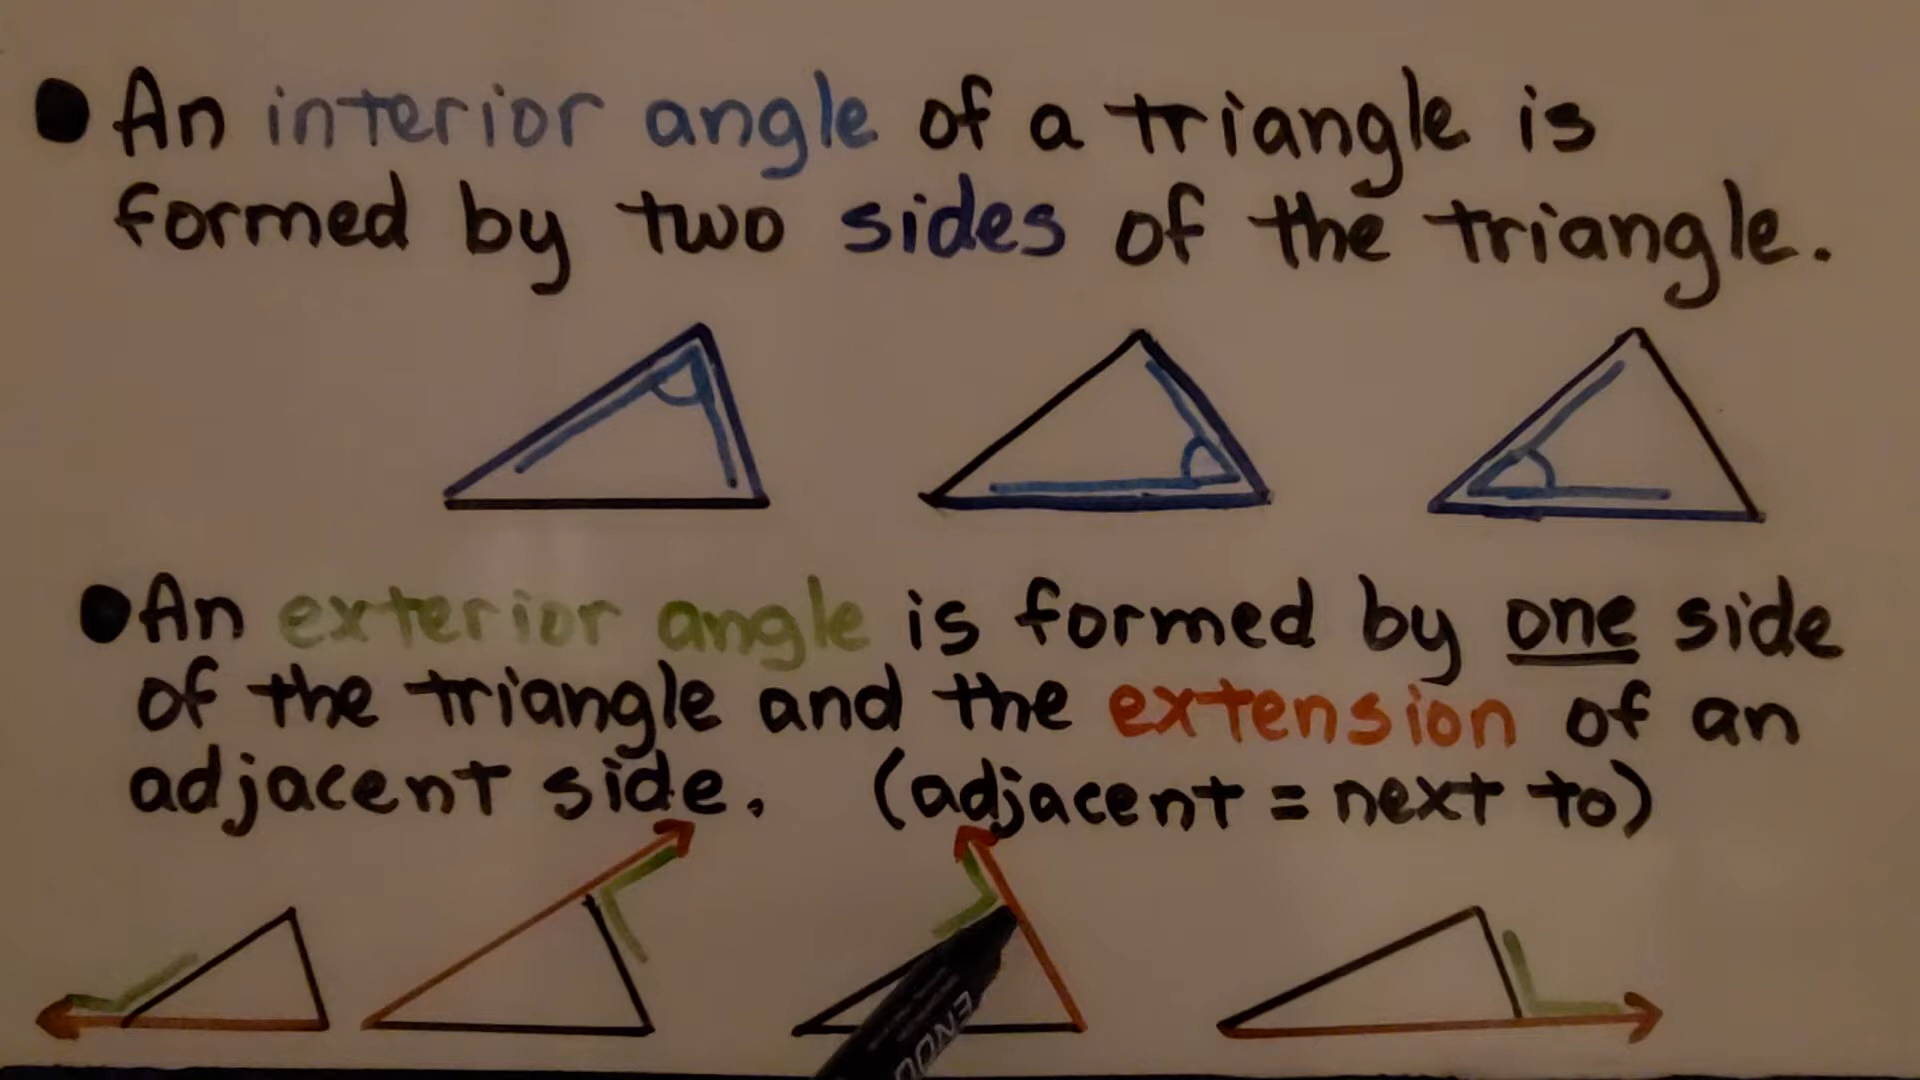 An interior angle of a triangle is
formed by two sides of the triangle.
An exterior angle is formed by one side
of the triangle and the extension of an
adjacent side. (adjacent = next to)